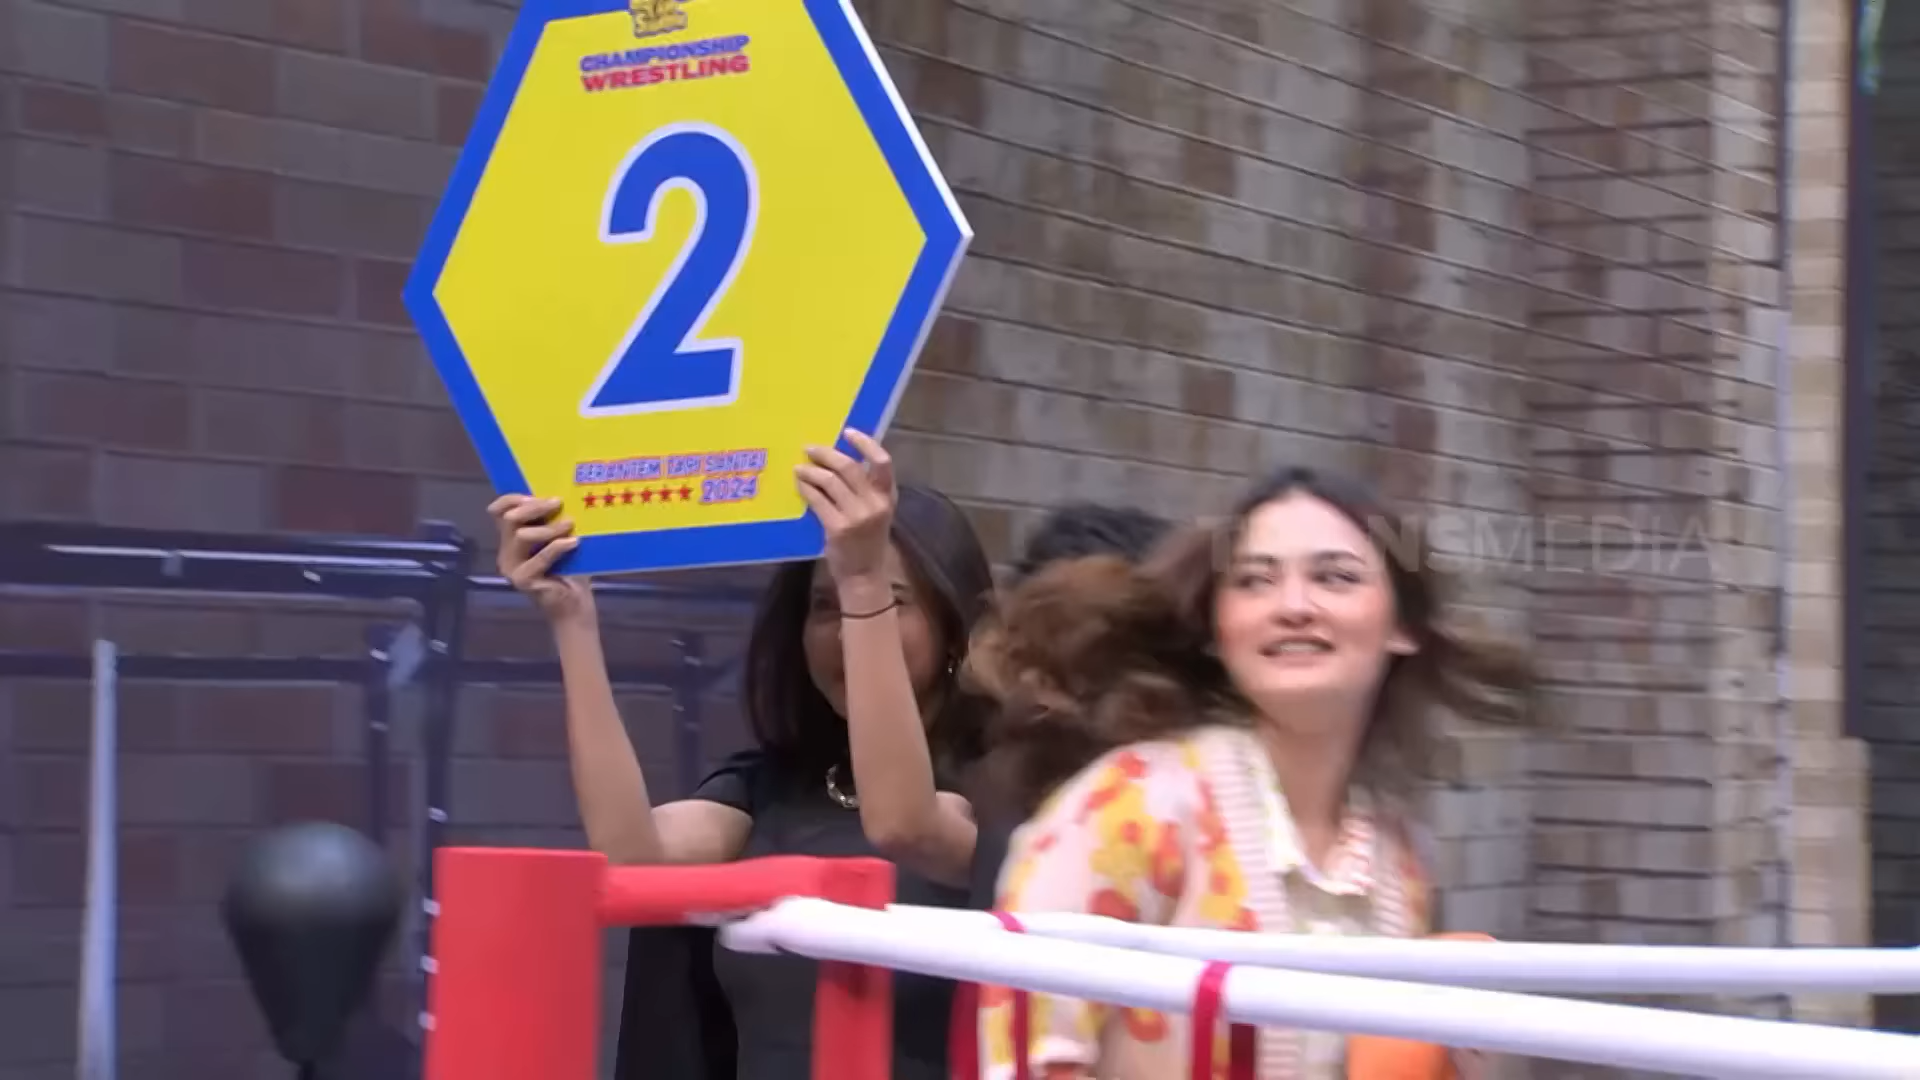 CHAMPIONSHIP
WRESTLING
2
BERANTEM TAPI SANTAI
2024
TRANSMEDIA